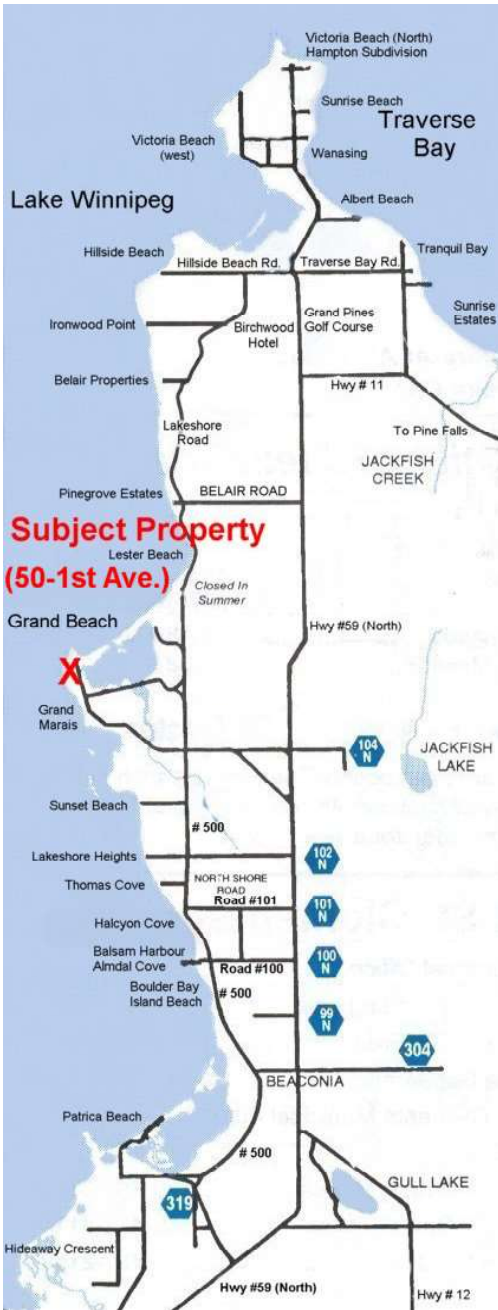 Victoria Beach (North)
Hampton Subdivision
Sunrise Beach
Traverse
Bay
Victoria Beach
(west)
Wanasing
Lake Winnipeg
Albert Beach
Hillside Beach
Hillside Beach Rd.
Traverse Bay Rd.
Tranquil Bay
Ironwood Point
Birchwood
Hotel
Grand Pines
Golf Course
Sunrise
Estates
Belair Properties
Hwy # 11
Lakeshore
Road
To Pine Falls
JACKFISH
CREEK
Pinegrove Estates
BELAIR ROAD
Subject Property
Lester Beach
(50-1st Ave.)
Closed In
Summer
Grand Beach
Hwy #59 (North)
X
Grand
Marais
104
N
JACKFISH
LAKE
Sunset Beach
# 500
Lakeshore Heights
102
N
Thomas Cove
NORTH SHORE
ROAD
Road #101
101
N
Halcyon Cove
Balsam Harbour
Almdal Cove
Road #100
100
N
Boulder Bay
Island Beach
# 500
99
N
304
BEACONIA
Patrica Beach
# 500
GULL LAKE
319
Hideaway Crescent
Hwy #59 (North)
Hwy # 12